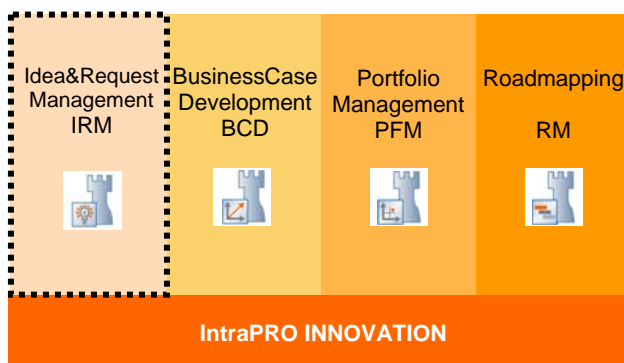 Idea&Request
Management
IRM
BusinessCase
Development
BCD
Portfolio
Management
PFM
Roadmapping
RM
IntraPRO INNOVATION